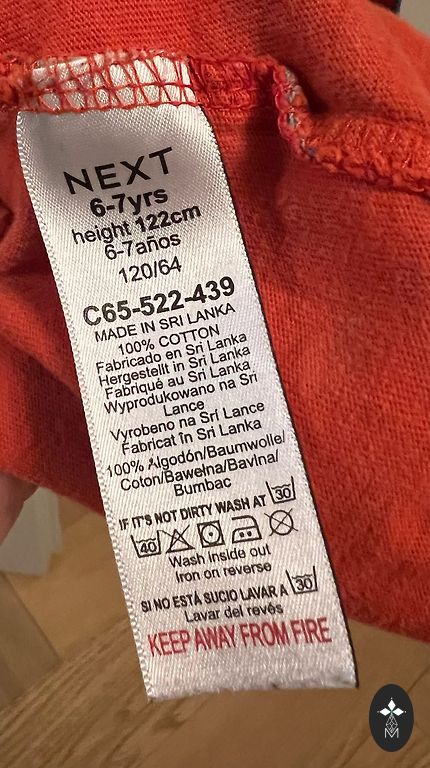 NEXT
6-7yrs
height 122cm
6-7años
120/64
C65-522-439
MADE IN SRI LANKA
100% COTTON
Fabricado en Sri Lanka
Hergestellt in Sri Lanka
Fabriqué au Sri Lanka
Wyprodukowano na Sri
Lance
Vyrobeno na Srí Lance
Fabricat în Sri Lanka
100% Algodón/Baumwolle/
Coton/Bawełna/Bavlna/
Bumbac
IF IT'S NOT DIRTY WASH AT 30
40
Wash inside out
Iron on reverse
SI NO ESTÁ SUCIO LAVAR A 30
Lavar del revés
KEEP AWAY FROM FIRE
M